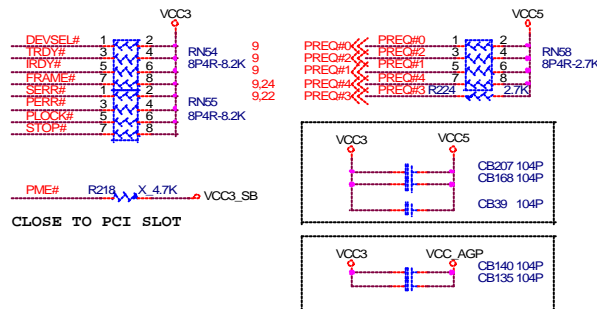 VCC3
DEVSEL# 1 2
TRDY# 3 4 RN54
IRDY# 5 6 8P4R-8.2K
FRAME# 7 8
SERR# 1 2
PERR# 3 4 RN55
PLOCK# 5 6 8P4R-8.2K
STOP# 7 8
PME# R218 X_4.7K VCC3_SB
CLOSE TO PCI SLOT
VCC5
9 PREQ#0 PREQ#0 1 2
9 PREQ#2 PREQ#2 3 4 RN58
9 PREQ#1 PREQ#1 5 6 8P4R-2.7K
9,24 PREQ#4 PREQ#4 7 8
9,22 PREQ#3 PREQ#3 R224 2.7K
VCC3 VCC5
CB207 104P
CB168 104P
CB39 104P
VCC3 VCC_AGP
CB140 104P
CB135 104P